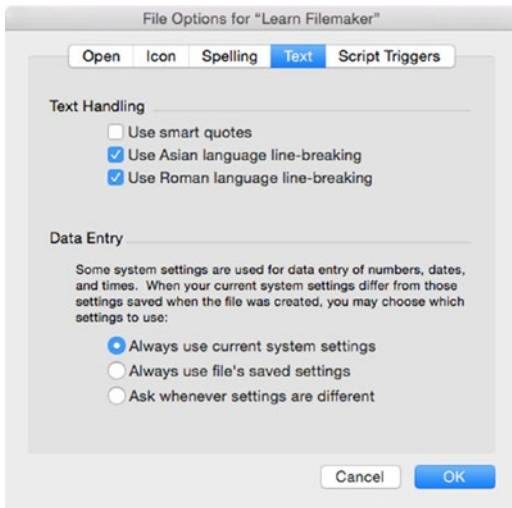 File Options for “Learn Filemaker”
Open Icon Spelling Text Script Triggers
Text Handling
Use smart quotes
Use Asian language line-breaking
Use Roman language line-breaking
Data Entry
Some system settings are used for data entry of numbers, dates,
and times. When your current system settings differ from those
settings saved when the file was created, you may choose which
settings to use:
Always use current system settings
Always use file's saved settings
Ask whenever settings are different
Cancel OK